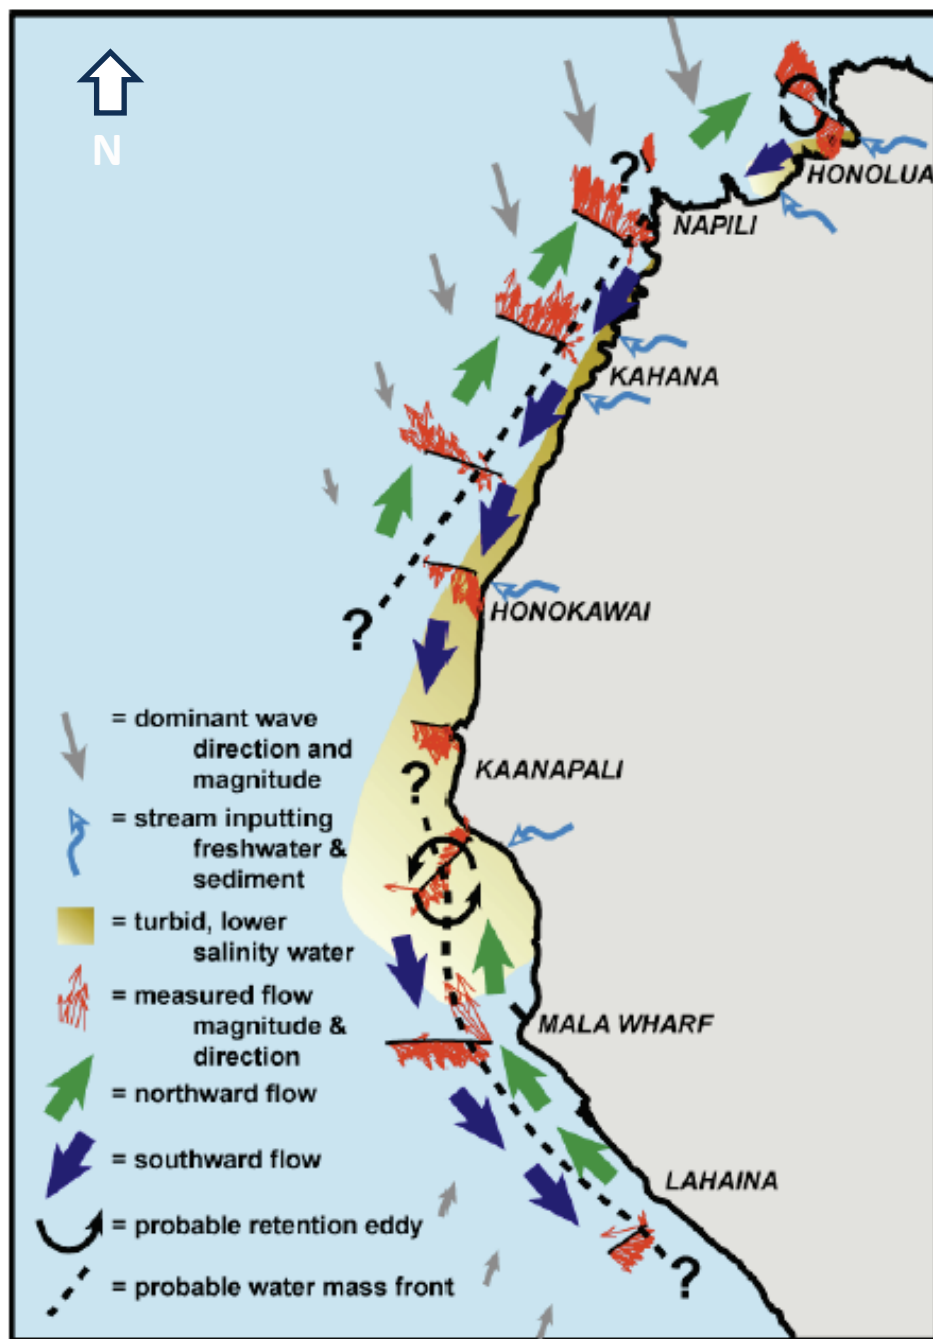 N
?
HONOLUA
NAPILI
KAHANA
HONOKAWAI
?
KAANAPALI
?
MALA WHARF
LAHAINA
?
= dominant wave
direction and
magnitude
= stream inputting
freshwater &
sediment
= turbid, lower
salinity water
= measured flow
magnitude &
direction
= northward flow
= southward flow
= probable retention eddy
= probable water mass front